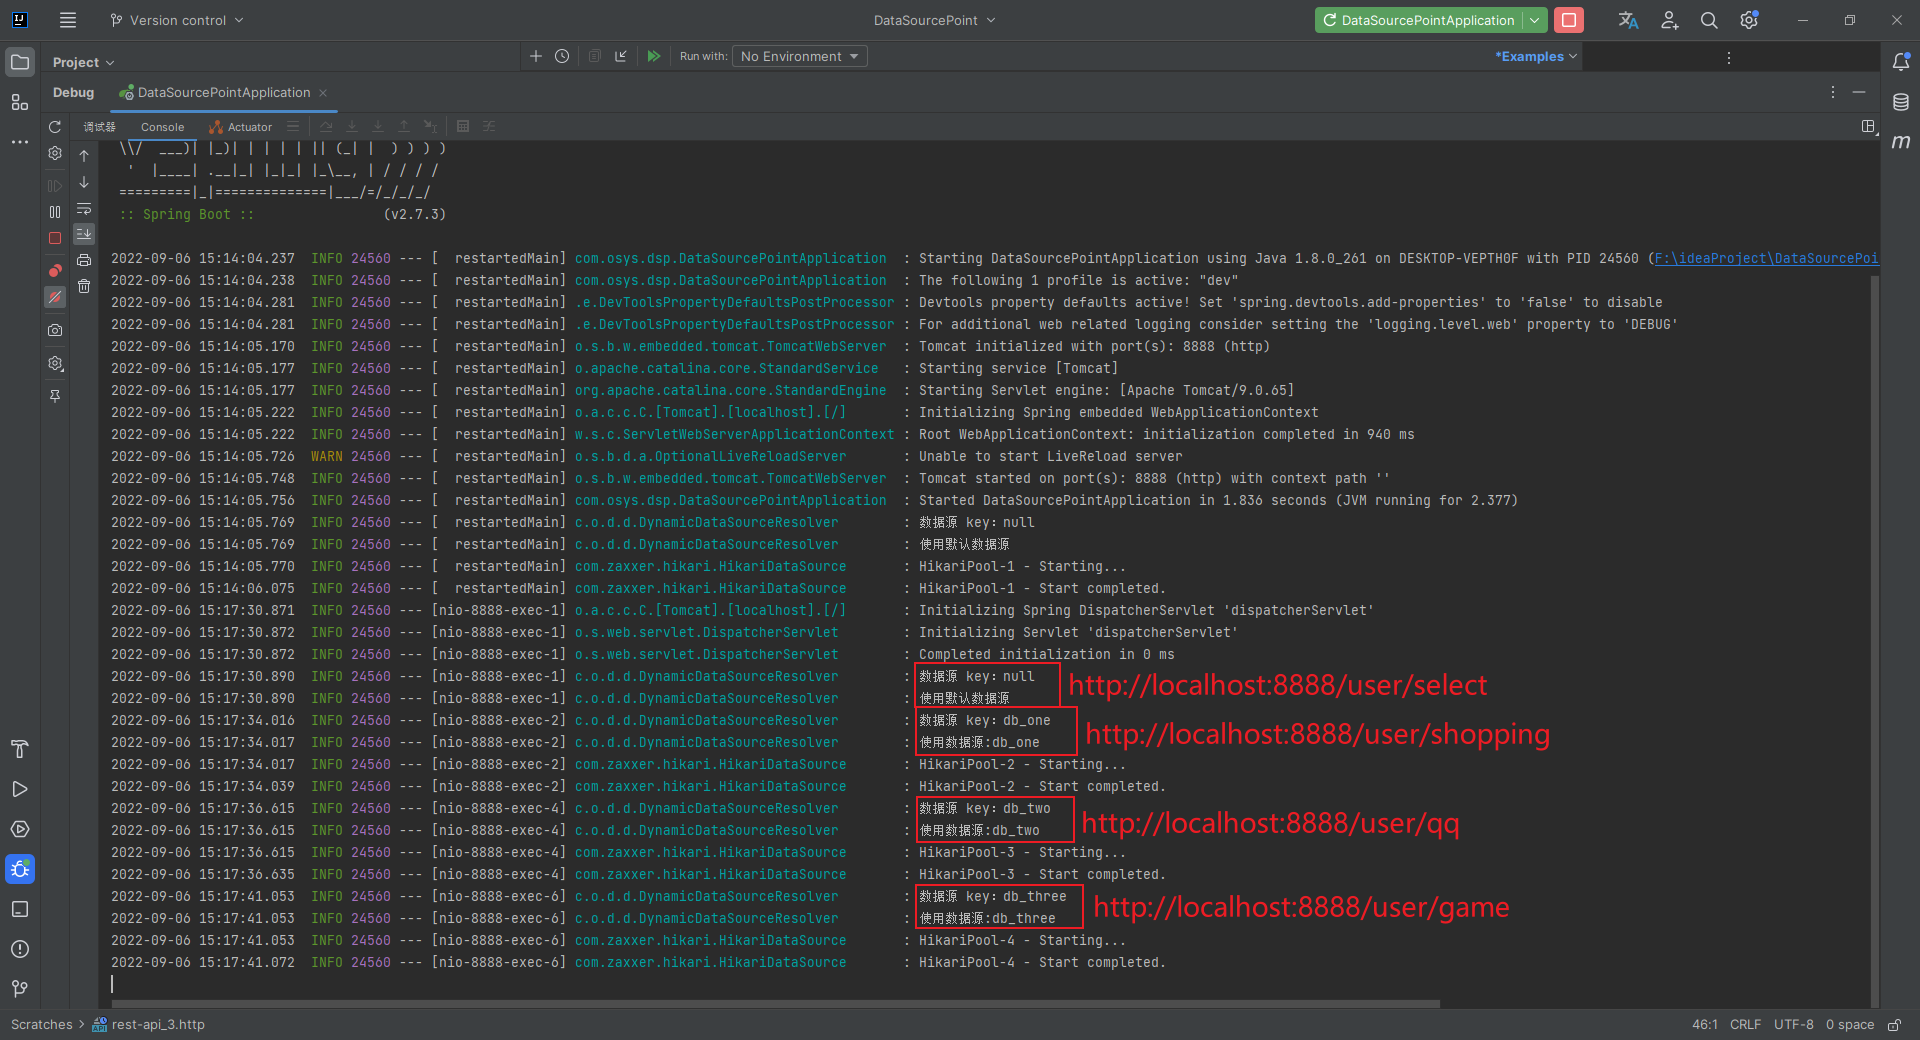 Version control
DataSourcePoint
DataSourcePointApplication
Project
Run with:
No Environment
*Examples
Debug
DataSourcePointApplication
调试器
Console
Actuator
\\/  ___)| |_)| | | | | || (_| |  ) ) ) )
'  |____| .__|_| |_|_| |_\__, | / / / /
=========|_|==============|___/=/_/_/_/
:: Spring Boot ::                (v2.7.3)
2022-09-06 15:14:04.237  INFO 24560 --- [  restartedMain] com.osys.dsp.DataSourcePointApplication  : Starting DataSourcePointApplication using Java 1.8.0_261 on DESKTOP-VEPTH0F with PID 24560 (F:\ideaProject\DataSourcePoi
2022-09-06 15:14:04.238  INFO 24560 --- [  restartedMain] com.osys.dsp.DataSourcePointApplication  : The following 1 profile is active: "dev"
2022-09-06 15:14:04.281  INFO 24560 --- [  restartedMain] .e.DevToolsPropertyDefaultsPostProcessor : Devtools property defaults active! Set 'spring.devtools.add-properties' to 'false' to disable
2022-09-06 15:14:04.281  INFO 24560 --- [  restartedMain] .e.DevToolsPropertyDefaultsPostProcessor : For additional web related logging consider setting the 'logging.level.web' property to 'DEBUG'
2022-09-06 15:14:05.170  INFO 24560 --- [  restartedMain] o.s.b.w.embedded.tomcat.TomcatWebServer  : Tomcat initialized with port(s): 8888 (http)
2022-09-06 15:14:05.177  INFO 24560 --- [  restartedMain] o.apache.catalina.core.StandardService   : Starting service [Tomcat]
2022-09-06 15:14:05.177  INFO 24560 --- [  restartedMain] org.apache.catalina.core.StandardEngine  : Starting Servlet engine: [Apache Tomcat/9.0.65]
2022-09-06 15:14:05.222  INFO 24560 --- [  restartedMain] o.a.c.c.C.[Tomcat].[localhost].[/]       : Initializing Spring embedded WebApplicationContext
2022-09-06 15:14:05.222  INFO 24560 --- [  restartedMain] w.s.c.ServletWebServerApplicationContext : Root WebApplicationContext: initialization completed in 940 ms
2022-09-06 15:14:05.726  WARN 24560 --- [  restartedMain] o.s.b.d.a.OptionalLiveReloadServer       : Unable to start LiveReload server
2022-09-06 15:14:05.748  INFO 24560 --- [  restartedMain] o.s.b.w.embedded.tomcat.TomcatWebServer  : Tomcat started on port(s): 8888 (http) with context path ''
2022-09-06 15:14:05.756  INFO 24560 --- [  restartedMain] com.osys.dsp.DataSourcePointApplication  : Started DataSourcePointApplication in 1.836 seconds (JVM running for 2.377)
2022-09-06 15:14:05.769  INFO 24560 --- [  restartedMain] c.o.d.d.DynamicDataSourceResolver        : 数据源 key：null
2022-09-06 15:14:05.769  INFO 24560 --- [  restartedMain] c.o.d.d.DynamicDataSourceResolver        : 使用默认数据源
2022-09-06 15:14:05.770  INFO 24560 --- [  restartedMain] com.zaxxer.hikari.HikariDataSource       : HikariPool-1 - Starting...
2022-09-06 15:14:06.075  INFO 24560 --- [  restartedMain] com.zaxxer.hikari.HikariDataSource       : HikariPool-1 - Start completed.
2022-09-06 15:17:30.871  INFO 24560 --- [nio-8888-exec-1] o.a.c.c.C.[Tomcat].[localhost].[/]       : Initializing Spring DispatcherServlet 'dispatcherServlet'
2022-09-06 15:17:30.872  INFO 24560 --- [nio-8888-exec-1] o.s.web.servlet.DispatcherServlet        : Initializing Servlet 'dispatcherServlet'
2022-09-06 15:17:30.872  INFO 24560 --- [nio-8888-exec-1] o.s.web.servlet.DispatcherServlet        : Completed initialization in 0 ms
2022-09-06 15:17:30.890  INFO 24560 --- [nio-8888-exec-1] c.o.d.d.DynamicDataSourceResolver        : 数据源 key：null
http://localhost:8888/user/select
2022-09-06 15:17:30.890  INFO 24560 --- [nio-8888-exec-1] c.o.d.d.DynamicDataSourceResolver        : 使用默认数据源
2022-09-06 15:17:34.016  INFO 24560 --- [nio-8888-exec-2] c.o.d.d.DynamicDataSourceResolver        : 数据源 key：db_one
http://localhost:8888/user/shopping
2022-09-06 15:17:34.017  INFO 24560 --- [nio-8888-exec-2] c.o.d.d.DynamicDataSourceResolver        : 使用数据源:db_one
2022-09-06 15:17:34.017  INFO 24560 --- [nio-8888-exec-2] com.zaxxer.hikari.HikariDataSource       : HikariPool-2 - Starting...
2022-09-06 15:17:34.039  INFO 24560 --- [nio-8888-exec-2] com.zaxxer.hikari.HikariDataSource       : HikariPool-2 - Start completed.
2022-09-06 15:17:36.615  INFO 24560 --- [nio-8888-exec-4] c.o.d.d.DynamicDataSourceResolver        : 数据源 key：db_two
http://localhost:8888/user/qq
2022-09-06 15:17:36.615  INFO 24560 --- [nio-8888-exec-4] c.o.d.d.DynamicDataSourceResolver        : 使用数据源:db_two
2022-09-06 15:17:36.615  INFO 24560 --- [nio-8888-exec-4] com.zaxxer.hikari.HikariDataSource       : HikariPool-3 - Starting...
2022-09-06 15:17:36.635  INFO 24560 --- [nio-8888-exec-4] com.zaxxer.hikari.HikariDataSource       : HikariPool-3 - Start completed.
2022-09-06 15:17:41.053  INFO 24560 --- [nio-8888-exec-6] c.o.d.d.DynamicDataSourceResolver        : 数据源 key：db_three
http://localhost:8888/user/game
2022-09-06 15:17:41.053  INFO 24560 --- [nio-8888-exec-6] c.o.d.d.DynamicDataSourceResolver        : 使用数据源:db_three
2022-09-06 15:17:41.053  INFO 24560 --- [nio-8888-exec-6] com.zaxxer.hikari.HikariDataSource       : HikariPool-4 - Starting...
2022-09-06 15:17:41.072  INFO 24560 --- [nio-8888-exec-6] com.zaxxer.hikari.HikariDataSource       : HikariPool-4 - Start completed.
Scratches
rest-api_3.http
46:1
CRLF
UTF-8
0 space